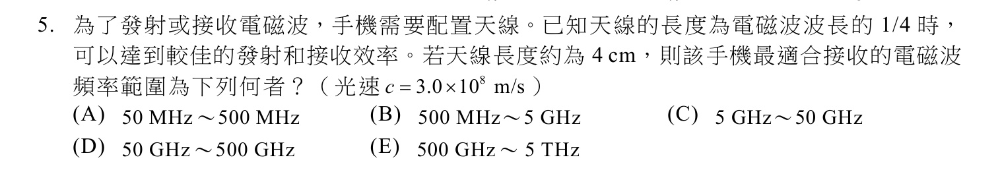 5. 為了發射或接收電磁波，手機需要配置天線。已知天線的長度為電磁波波長的 1/4 時，
可以達到較佳的發射和接收效率。若天線長度約為 4 cm，則該手機最適合接收的電磁波
頻率範圍為下列何者？（光速 c = 3.0×10⁸ m/s）
(A) 50 MHz～500 MHz (B) 500 MHz～5 GHz (C) 5 GHz～50 GHz
(D) 50 GHz～500 GHz (E) 500 GHz～5 THz